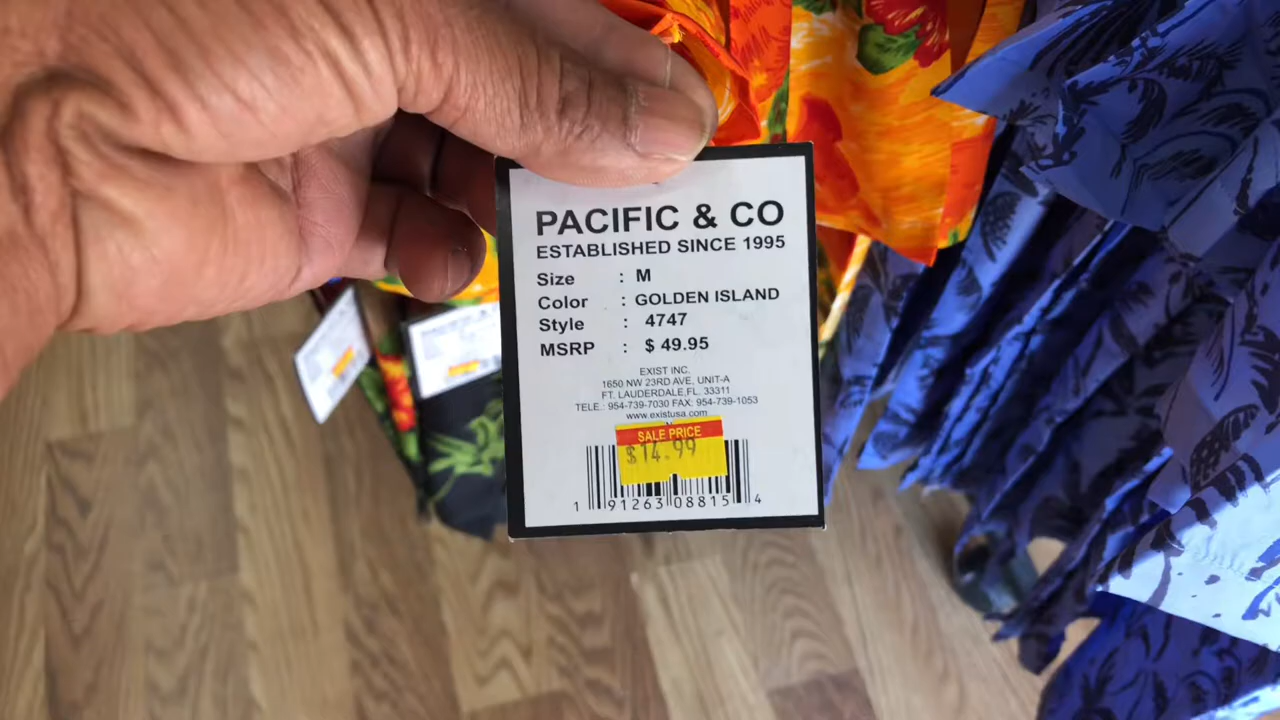 PACIFIC & CO
ESTABLISHED SINCE 1995
Size : M
Color : GOLDEN ISLAND
Style : 4747
MSRP : $ 49.95
EXIST INC.
1650 NW 23RD AVE, UNIT-A
FT. LAUDERDALE,FL. 33311
TELE.: 954-739-7030 FAX: 954-739-1053
www.existusa.com
SALE PRICE
$14.99
1 91263 08815 4